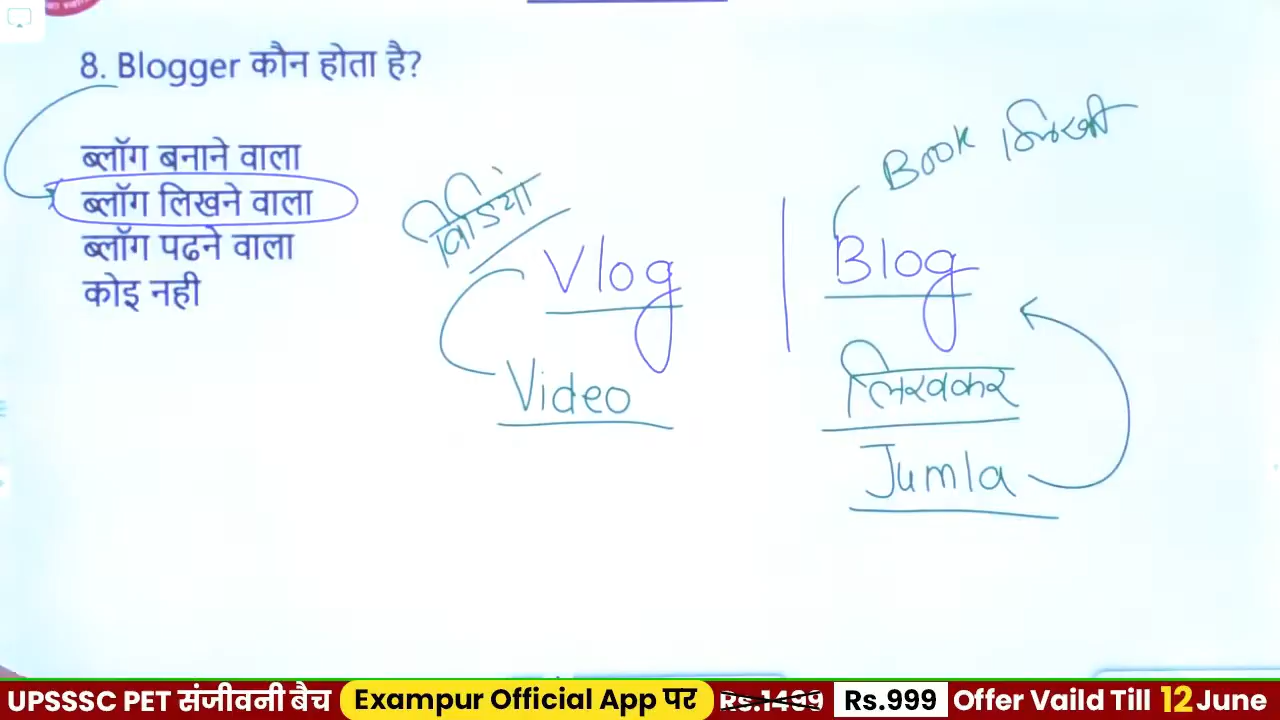 8. Blogger कौन होता है?
ब्लॉग बनाने वाला
ब्लॉग लिखने वाला
ब्लॉग पढने वाला
कोइ नही
विडियो
Vlog
Video
Book
Blog
लिखकर
Jumla
UPSSSC PET संजीवनी बैच Exampur Official App पर Rs.1499 Rs.999 Offer Vaild Till 12 June